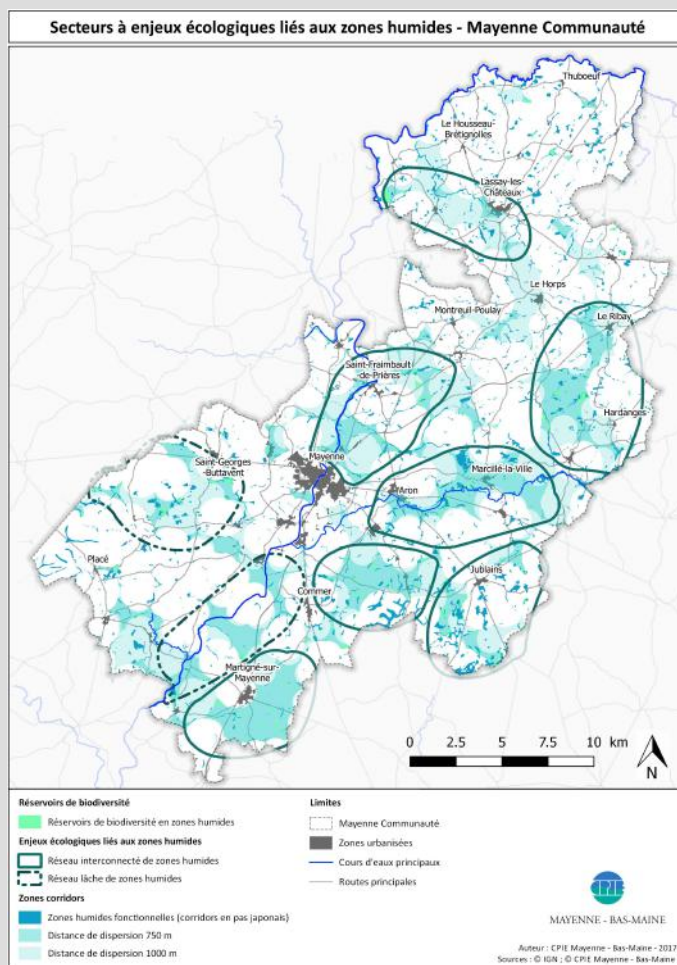 Secteurs à enjeux écologiques liés aux zones humides - Mayenne Communauté
Thuboeuf
Le Housseau-
Brétignolles
Lassay-les-
Châteaux
Le Horps
Montreuil-Poulay
Le Ribay
Saint-Fraimbault
-de-Prières
Hardanges
Mayenne
Saint-Georges
-Buttavent
Marcillé-la-Ville
Aron
Placé
Jublains
Commer
Martigné-sur-
Mayenne
0 2.5 5 7.5 10 km
N
Réservoirs de biodiversité
Réservoirs de biodiversité en zones humides
Enjeux écologiques liés aux zones humides
Réseau interconnecté de zones humides
Réseau lâche de zones humides
Zones corridors
Zones humides fonctionnelles (corridors en pas japonais)
Distance de dispersion 750 m
Distance de dispersion 1000 m
Limites
Mayenne Communauté
Zones urbanisées
Cours d'eaux principaux
Routes principales
CPIE
MAYENNE - BAS-MAINE
Auteur : CPIE Mayenne - Bas-Maine - 2017
Sources : © IGN ; © CPIE Mayenne - Bas-Maine